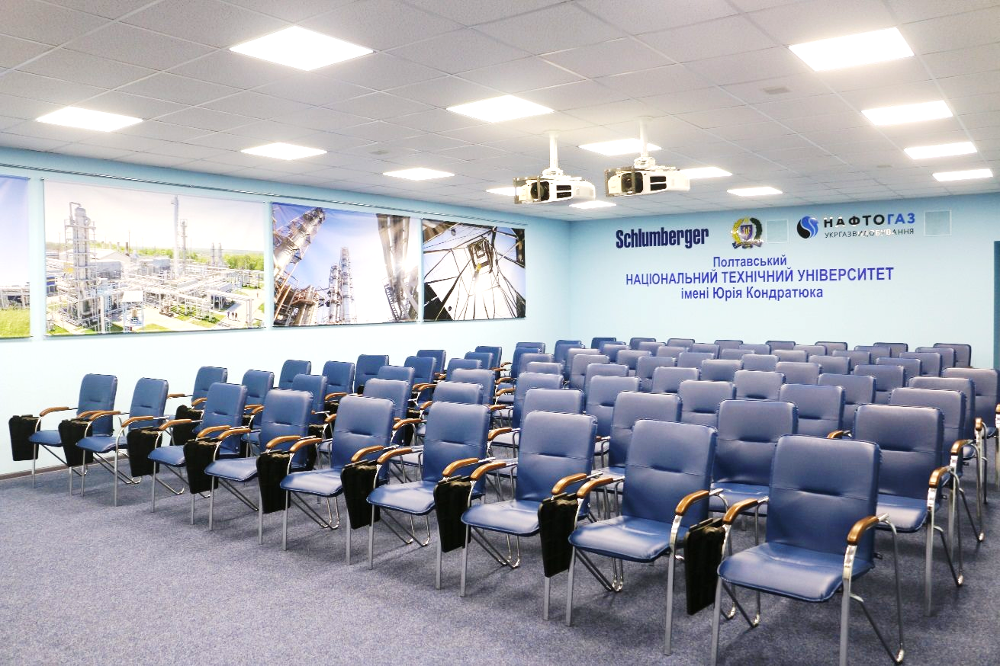 Schlumberger
НАФТОГАЗ
УКРГАЗВИДОБУВАННЯ
Полтавський
НАЦІОНАЛЬНИЙ ТЕХНІЧНИЙ УНІВЕРСИТЕТ
імені Юрія Кондратюка